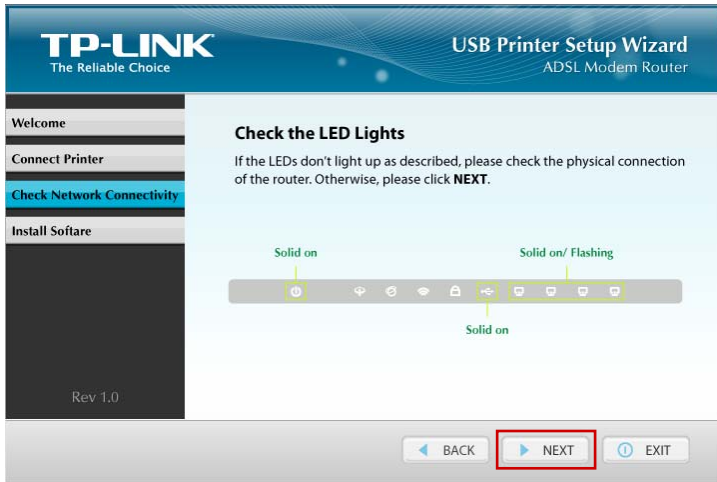 TP-LINK
The Reliable Choice
USB Printer Setup Wizard
ADSL Modem Router
Welcome
Connect Printer
Check Network Connectivity
Install Softare
Rev 1.0
Check the LED Lights
If the LEDs don't light up as described, please check the physical connection
of the router. Otherwise, please click NEXT.
Solid on
Solid on/ Flashing
Solid on
BACK
NEXT
EXIT